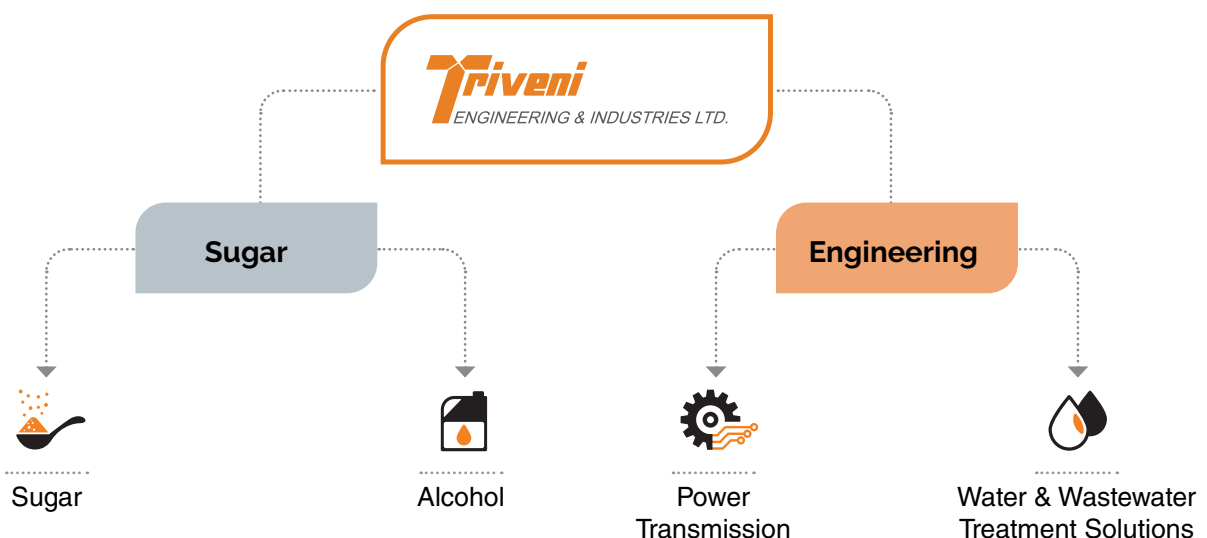 Triveni
ENGINEERING & INDUSTRIES LTD.
Sugar
Engineering
Sugar
Alcohol
Power
Transmission
Water & Wastewater
Treatment Solutions